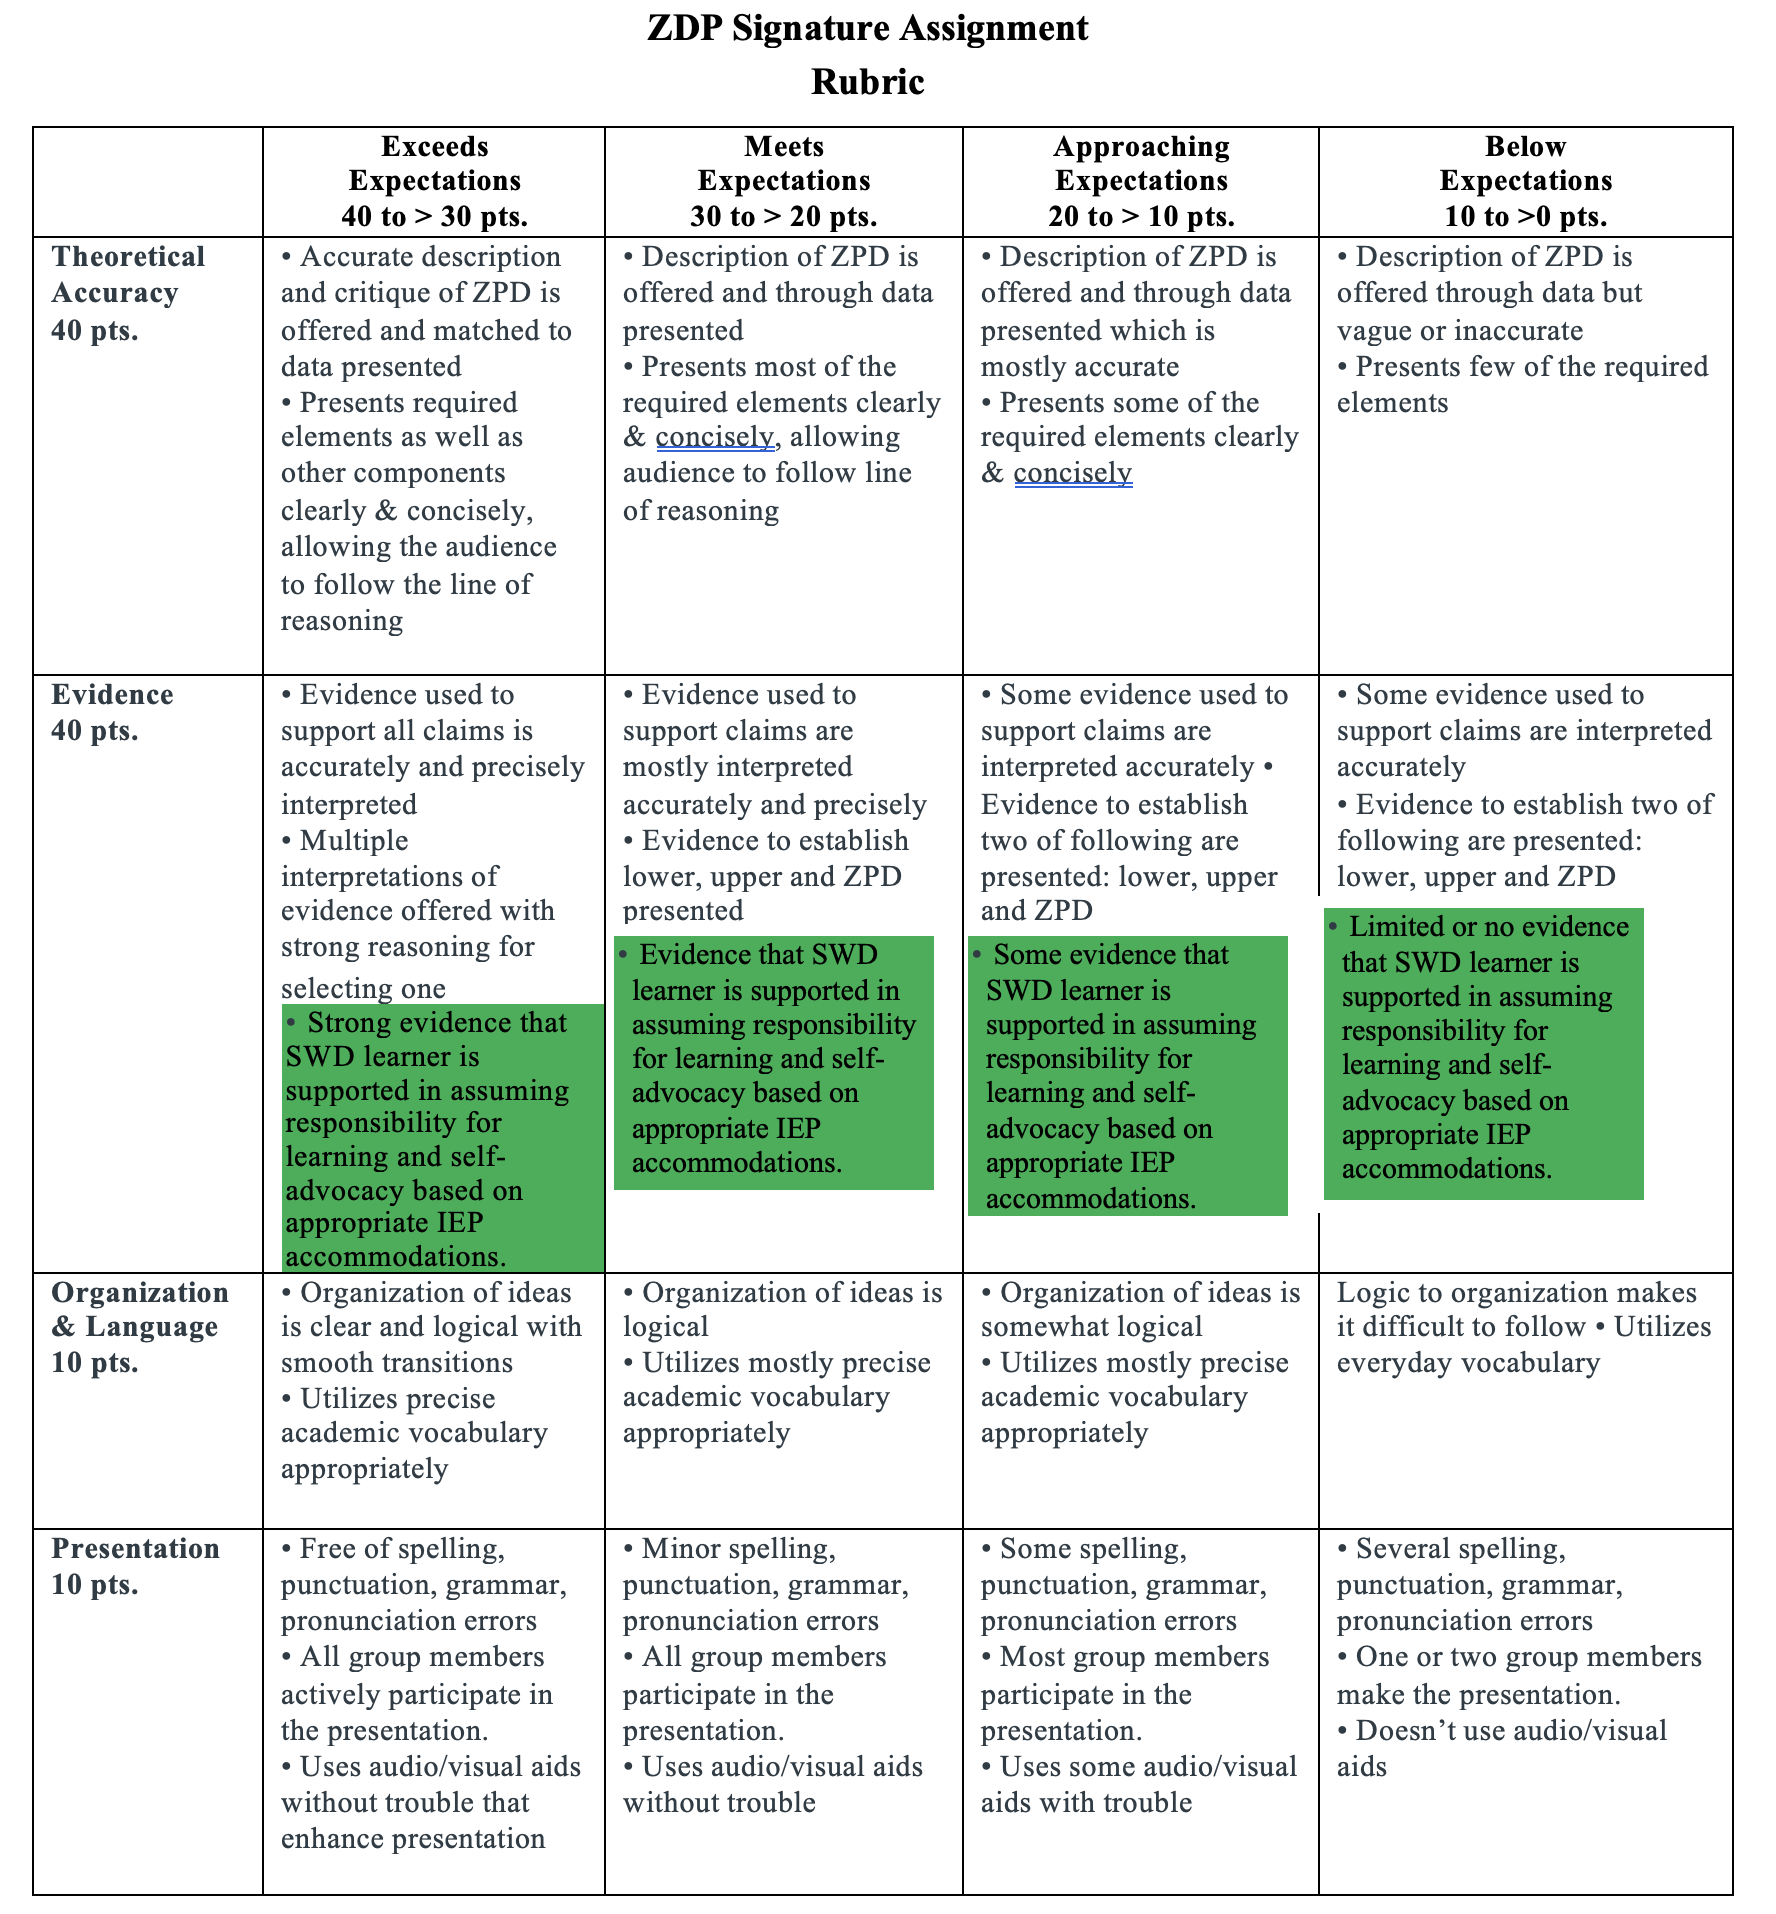 ZDP Signature Assignment
Rubric
Exceeds
Expectations
40 to > 30 pts.
Meets
Expectations
30 to > 20 pts.
Approaching
Expectations
20 to > 10 pts.
Below
Expectations
10 to >0 pts.
Theoretical
Accuracy
40 pts.
• Accurate description
and critique of ZPD is
offered and matched to
data presented
• Presents required
elements as well as
other components
clearly & concisely,
allowing the audience
to follow the line of
reasoning
• Description of ZPD is
offered and through data
presented
• Presents most of the
required elements clearly
& concisely, allowing
audience to follow line
of reasoning
• Description of ZPD is
offered and through data
presented which is
mostly accurate
• Presents some of the
required elements clearly
& concisely
• Description of ZPD is
offered through data but
vague or inaccurate
• Presents few of the required
elements
Evidence
40 pts.
• Evidence used to
support all claims is
accurately and precisely
interpreted
• Multiple
interpretations of
evidence offered with
strong reasoning for
selecting one
• Strong evidence that
SWD learner is
supported in assuming
responsibility for
learning and self-
advocacy based on
appropriate IEP
accommodations.
• Evidence used to
support claims are
mostly interpreted
accurately and precisely
• Evidence to establish
lower, upper and ZPD
presented
• Evidence that SWD
learner is supported in
assuming responsibility
for learning and self-
advocacy based on
appropriate IEP
accommodations.
• Some evidence used to
support claims are
interpreted accurately •
Evidence to establish
two of following are
presented: lower, upper
and ZPD
• Some evidence that
SWD learner is
supported in assuming
responsibility for
learning and self-
advocacy based on
appropriate IEP
accommodations.
• Some evidence used to
support claims are interpreted
accurately
• Evidence to establish two of
following are presented:
lower, upper and ZPD
• Limited or no evidence
that SWD learner is
supported in assuming
responsibility for
learning and self-
advocacy based on
appropriate IEP
accommodations.
Organization
& Language
10 pts.
• Organization of ideas
is clear and logical with
smooth transitions
• Utilizes precise
academic vocabulary
appropriately
• Organization of ideas is
logical
• Utilizes mostly precise
academic vocabulary
appropriately
• Organization of ideas is
somewhat logical
• Utilizes mostly precise
academic vocabulary
appropriately
Logic to organization makes
it difficult to follow • Utilizes
everyday vocabulary
Presentation
10 pts.
• Free of spelling,
punctuation, grammar,
pronunciation errors
• All group members
actively participate in
the presentation.
• Uses audio/visual aids
without trouble that
enhance presentation
• Minor spelling,
punctuation, grammar,
pronunciation errors
• All group members
participate in the
presentation.
• Uses audio/visual aids
without trouble
• Some spelling,
punctuation, grammar,
pronunciation errors
• Most group members
participate in the
presentation.
• Uses some audio/visual
aids with trouble
• Several spelling,
punctuation, grammar,
pronunciation errors
• One or two group members
make the presentation.
• Doesn’t use audio/visual
aids